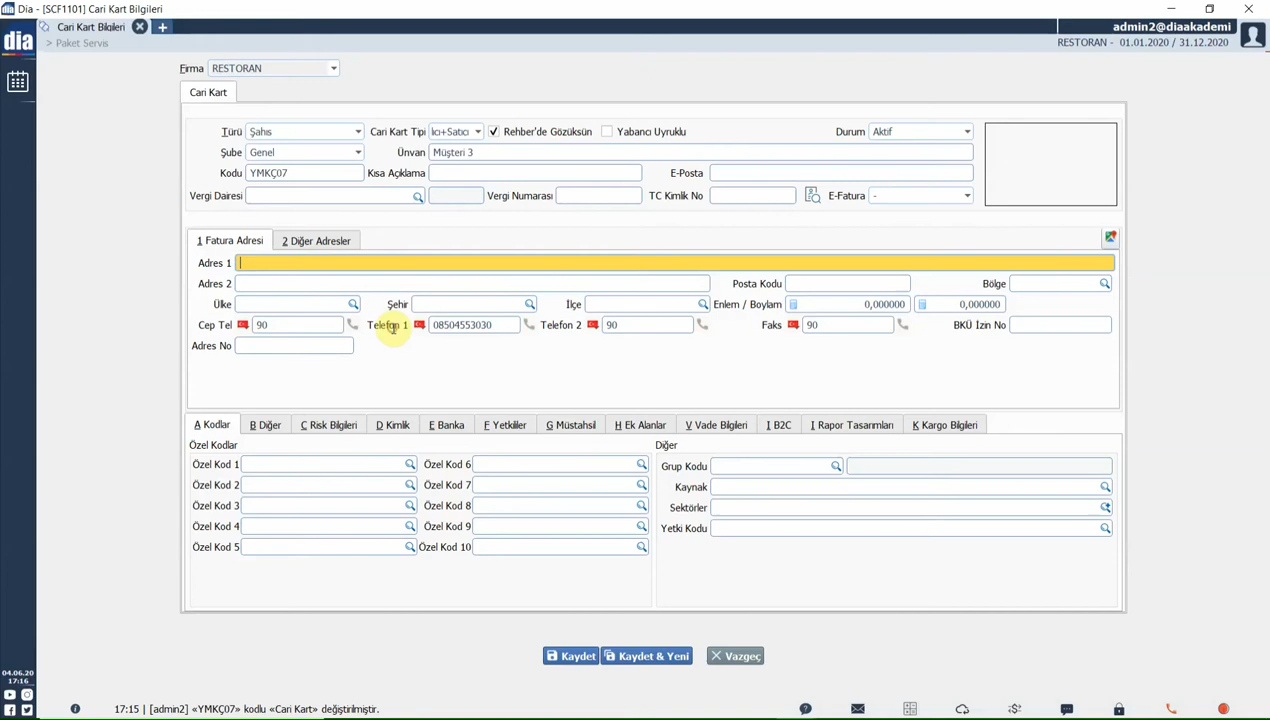 Dia - [SCF1101] Cari Kart Bilgileri
dia
Cari Kart Bilgileri
admin2@diaakademi
> Paket Servis
RESTORAN - 01.01.2020 / 31.12.2020
Firma RESTORAN
Cari Kart
Türü Şahıs Cari Kart Tipi lcı+Satıcı Rehber'de Gözüksün Yabancı Uyruklu Durum Aktif
Şube Genel Ünvan Müşteri 3
Kodu YMKÇ07 Kısa Açıklama E-Posta
Vergi Dairesi Vergi Numarası TC Kimlik No E-Fatura -
1 Fatura Adresi 2 Diğer Adresler
Adres 1
Adres 2 Posta Kodu Bölge
Ülke Şehir İlçe Enlem / Boylam 0,000000 0,000000
Cep Tel 90 Telefon 1 08504553030 Telefon 2 90 Faks 90 BKÜ İzin No
Adres No
A Kodlar B Diğer C Risk Bilgileri D Kimlik E Banka F Yetkililer G Müstahsil H Ek Alanlar V Vade Bilgileri I B2C I Rapor Tasarımları K Kargo Bilgileri
Özel Kodlar Diğer
Özel Kod 1 Özel Kod 6 Grup Kodu
Özel Kod 2 Özel Kod 7 Kaynak
Özel Kod 3 Özel Kod 8 Sektörler
Özel Kod 4 Özel Kod 9 Yetki Kodu
Özel Kod 5 Özel Kod 10
Kaydet Kaydet & Yeni Vazgeç
04.06.20
17:16
17:15 | [admin2] «YMKÇ07» kodlu «Cari Kart» değiştirilmiştir.